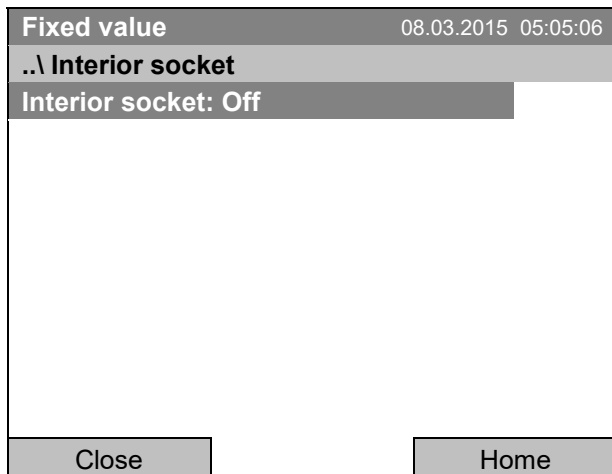 Fixed value 08.03.2015 05:05:06
..\ Interior socket
Interior socket: Off
Close Home